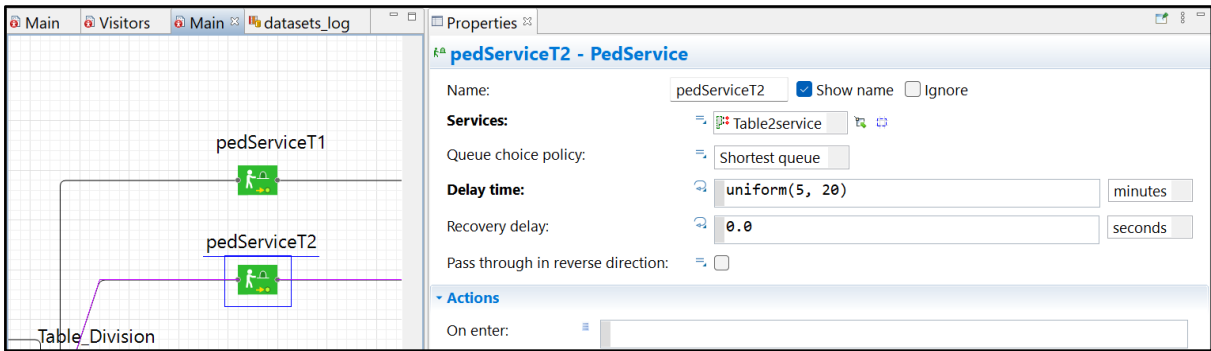 Main
Visitors
Main
datasets_log
pedServiceT1
pedServiceT2
Table_Division
Properties
pedServiceT2 - PedService
Name: pedServiceT2 Show name Ignore
Services: Table2service
Queue choice policy: Shortest queue
Delay time: uniform(5, 20) minutes
Recovery delay: 0.0 seconds
Pass through in reverse direction:
Actions
On enter: